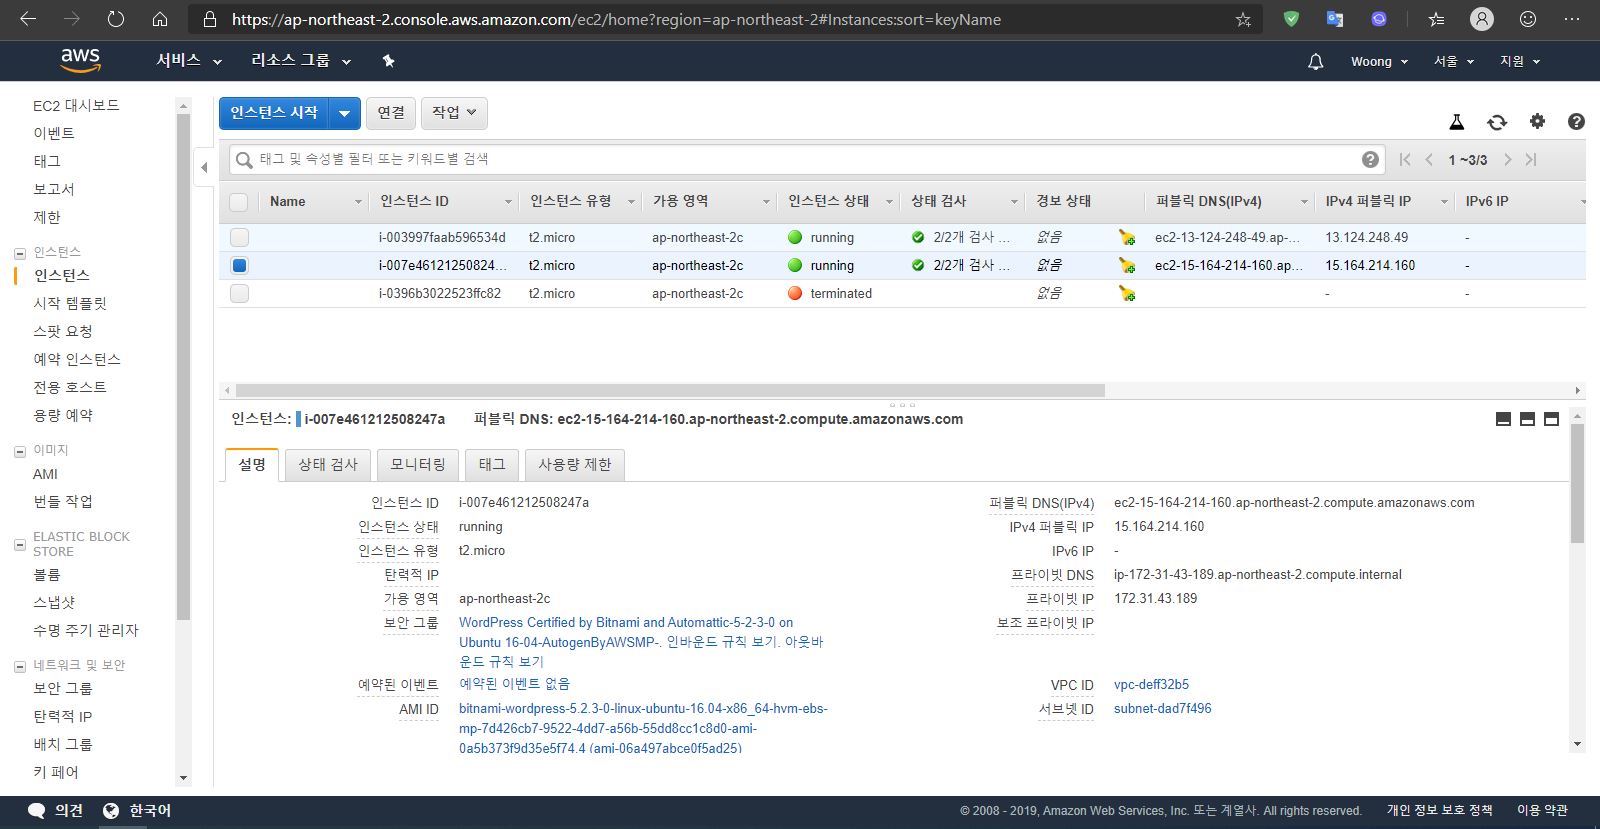 https://ap-northeast-2.console.aws.amazon.com/ec2/home?region=ap-northeast-2#Instances:sort=keyName
aws 서비스 리소스 그룹 Woong 서울 지원
EC2 대시보드
이벤트
태그
보고서
제한
인스턴스
인스턴스
시작 템플릿
스팟 요청
예약 인스턴스
전용 호스트
용량 예약
이미지
AMI
번들 작업
ELASTIC BLOCK
STORE
볼륨
스냅샷
수명 주기 관리자
네트워크 및 보안
보안 그룹
탄력적 IP
배치 그룹
키 페어
인스턴스 시작 연결 작업
태그 및 속성별 필터 또는 키워드별 검색 1 ~3/3
Name 인스턴스 ID 인스턴스 유형 가용 영역 인스턴스 상태 상태 검사 경보 상태 퍼블릭 DNS(IPv4) IPv4 퍼블릭 IP IPv6 IP
i-003997faab596534d t2.micro ap-northeast-2c running 2/2개 검사 ... 없음 ec2-13-124-248-49.ap-... 13.124.248.49 -
i-007e46121250824... t2.micro ap-northeast-2c running 2/2개 검사 ... 없음 ec2-15-164-214-160.ap... 15.164.214.160 -
i-0396b3022523ffc82 t2.micro ap-northeast-2c terminated 없음 - -
인스턴스: i-007e461212508247a 퍼블릭 DNS: ec2-15-164-214-160.ap-northeast-2.compute.amazonaws.com
설명 상태 검사 모니터링 태그 사용량 제한
인스턴스 ID i-007e461212508247a
인스턴스 상태 running
인스턴스 유형 t2.micro
탄력적 IP
가용 영역 ap-northeast-2c
보안 그룹 WordPress Certified by Bitnami and Automattic-5-2-3-0 on
Ubuntu 16-04-AutogenByAWSMP-. 인바운드 규칙 보기. 아웃바
운드 규칙 보기
예약된 이벤트 예약된 이벤트 없음
AMI ID bitnami-wordpress-5.2.3-0-linux-ubuntu-16.04-x86_64-hvm-ebs-
mp-7d426cb7-9522-4dd7-a56b-55dd8cc1c8d0-ami-
0a5b373f9d35e5f74.4 (ami-06a497abce0f5ad25)
퍼블릭 DNS(IPv4) ec2-15-164-214-160.ap-northeast-2.compute.amazonaws.com
IPv4 퍼블릭 IP 15.164.214.160
IPv6 IP -
프라이빗 DNS ip-172-31-43-189.ap-northeast-2.compute.internal
프라이빗 IP 172.31.43.189
보조 프라이빗 IP
VPC ID vpc-deff32b5
서브넷 ID subnet-dad7f496
의견 한국어 © 2008 - 2019, Amazon Web Services, Inc. 또는 계열사. All rights reserved. 개인 정보 보호 정책 이용 약관